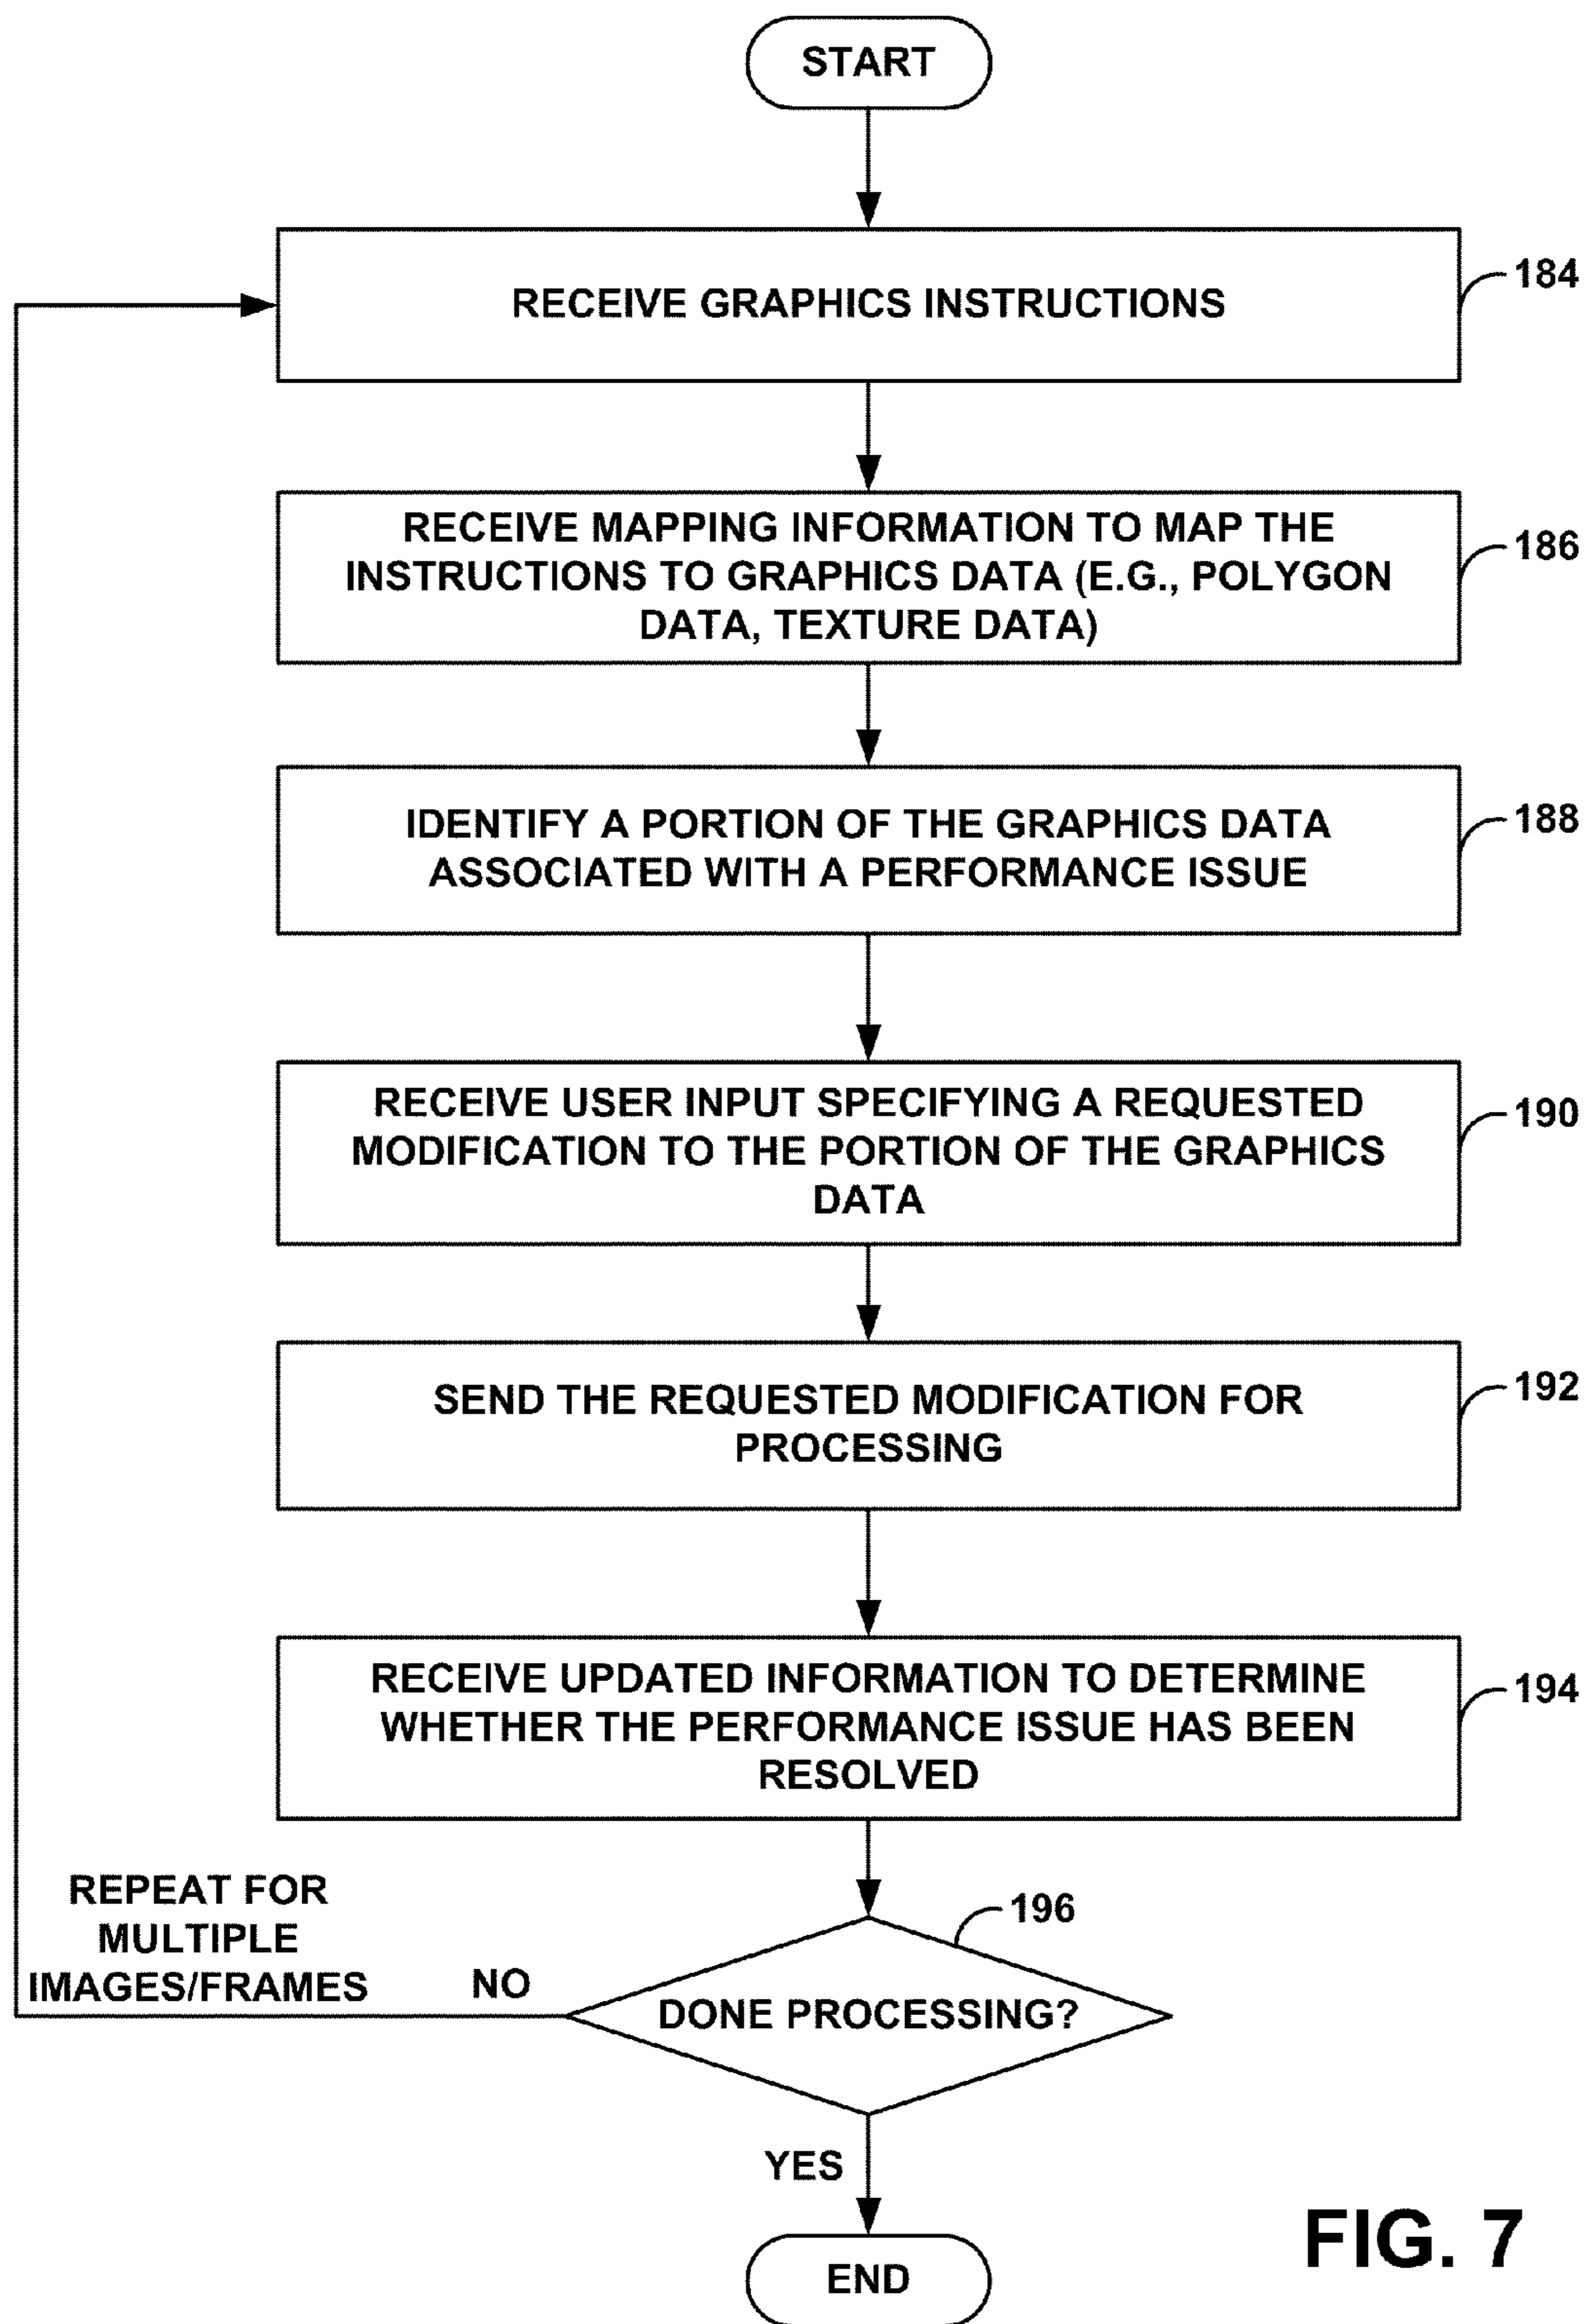 START
RECEIVE GRAPHICS INSTRUCTIONS
184
RECEIVE MAPPING INFORMATION TO MAP THE
INSTRUCTIONS TO GRAPHICS DATA (E.G., POLYGON
DATA, TEXTURE DATA)
186
IDENTIFY A PORTION OF THE GRAPHICS DATA
ASSOCIATED WITH A PERFORMANCE ISSUE
188
RECEIVE USER INPUT SPECIFYING A REQUESTED
MODIFICATION TO THE PORTION OF THE GRAPHICS
DATA
190
SEND THE REQUESTED MODIFICATION FOR
PROCESSING
192
RECEIVE UPDATED INFORMATION TO DETERMINE
WHETHER THE PERFORMANCE ISSUE HAS BEEN
RESOLVED
194
REPEAT FOR
MULTIPLE
IMAGES/FRAMES
NO
196
DONE PROCESSING?
YES
END
FIG. 7